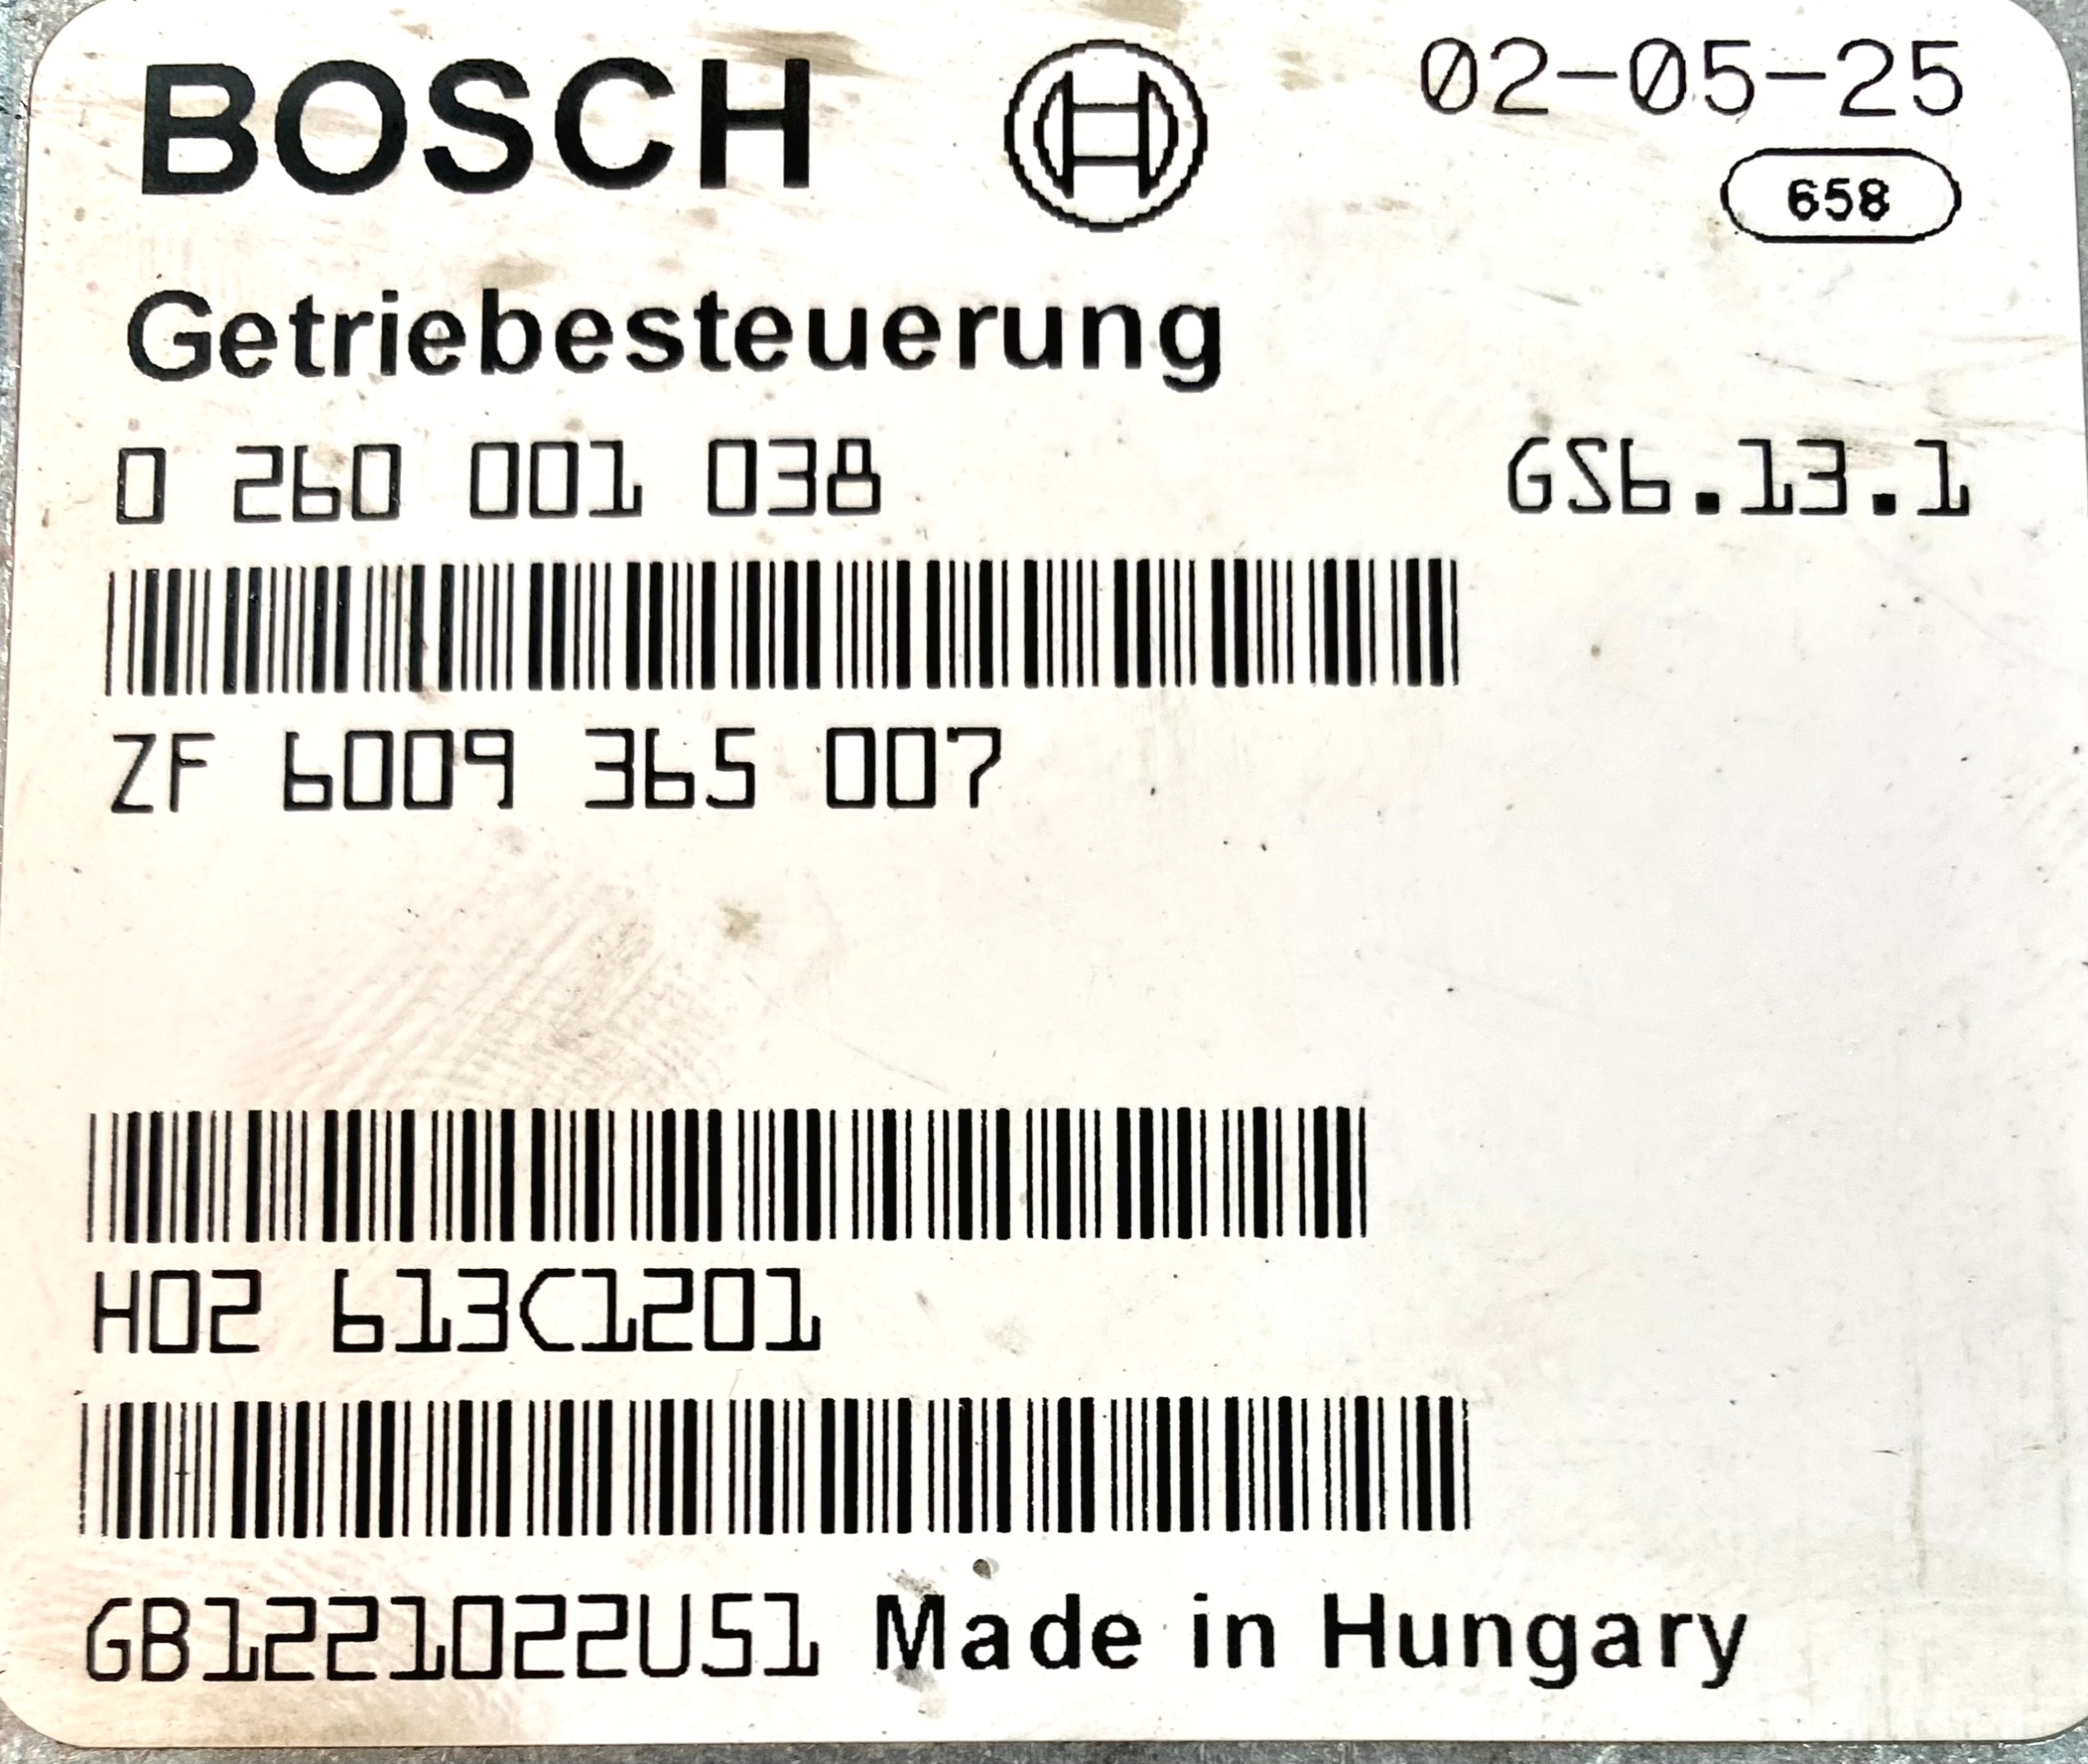 BOSCH 02-05-25
658
Getriebesteuerung
0 260 001 038 GS6.13.1
ZF 6009 365 007
H02 613C1201
GB1221022US1 Made in Hungary